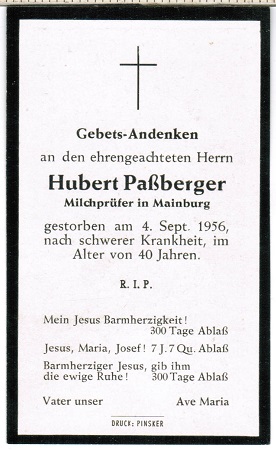 Gebets-Andenken
an den ehrengeachteten Herrn
Hubert Paßberger
Milchprüfer in Mainburg
gestorben am 4. Sept. 1956,
nach schwerer Krankheit, im
Alter von 40 Jahren.
R. I. P.
Mein Jesus Barmherzigkeit!
300 Tage Ablaß
Jesus, Maria, Josef! 7 J. 7 Qu. Ablaß
Barmherziger Jesus, gib ihm
die ewige Ruhe! 300 Tage Ablaß
Vater unser Ave Maria
DRUCK: PINSKER